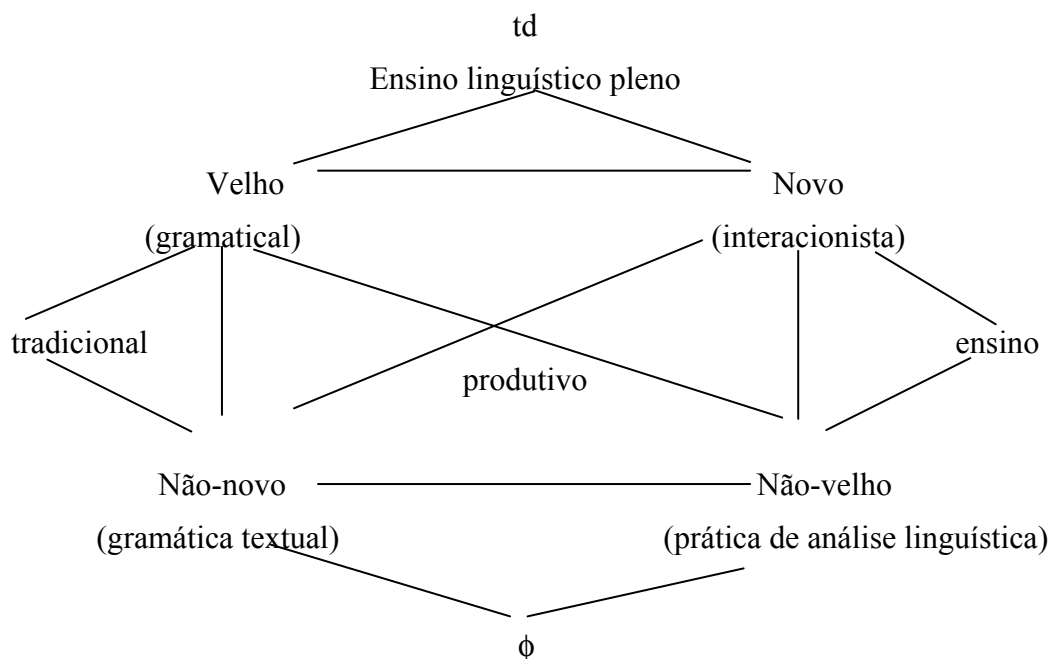 td
Ensino linguístico pleno
Velho Novo
(gramatical) (interacionista)
tradicional ensino
produtivo
Não-novo Não-velho
(gramática textual) (prática de análise linguística)
ϕ